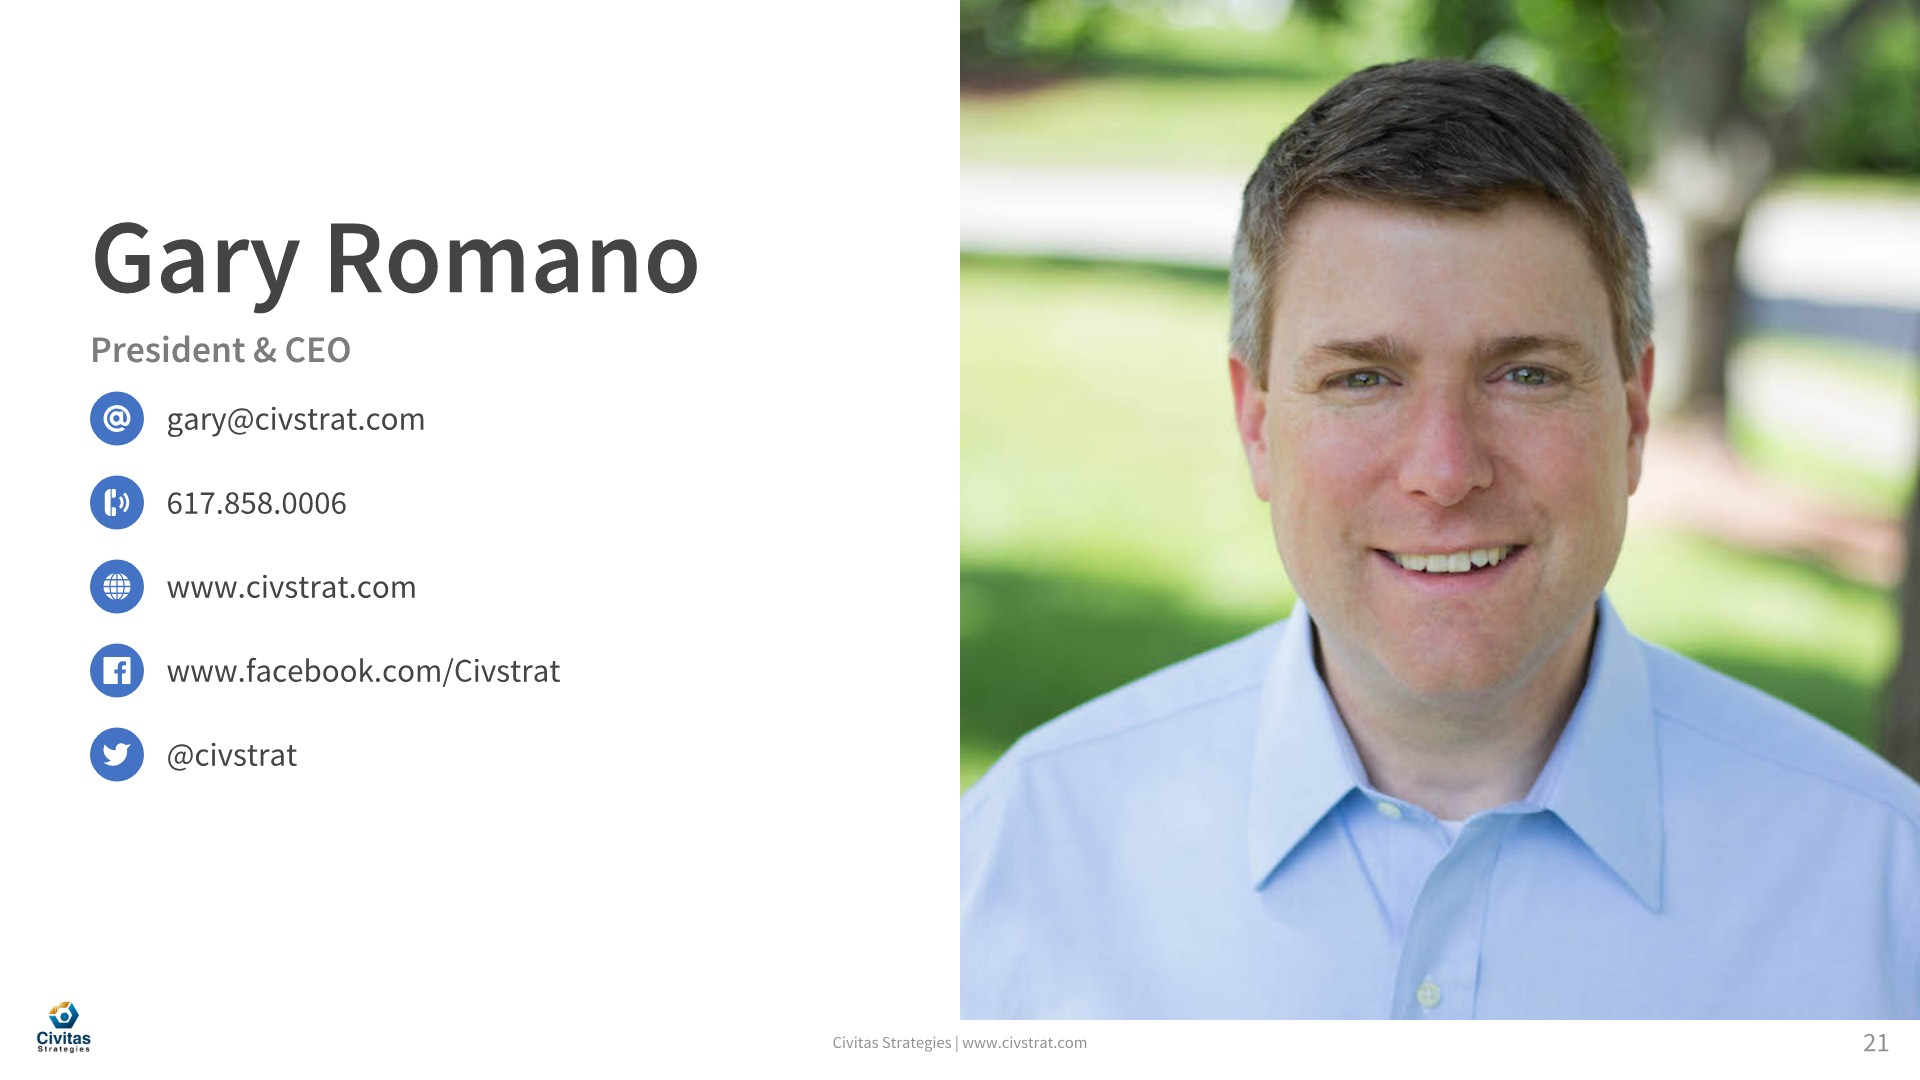 Gary Romano
President & CEO
gary@civstrat.com
617.858.0006
www.civstrat.com
www.facebook.com/Civstrat
@civstrat
Civitas
Strategies
Civitas Strategies | www.civstrat.com
21